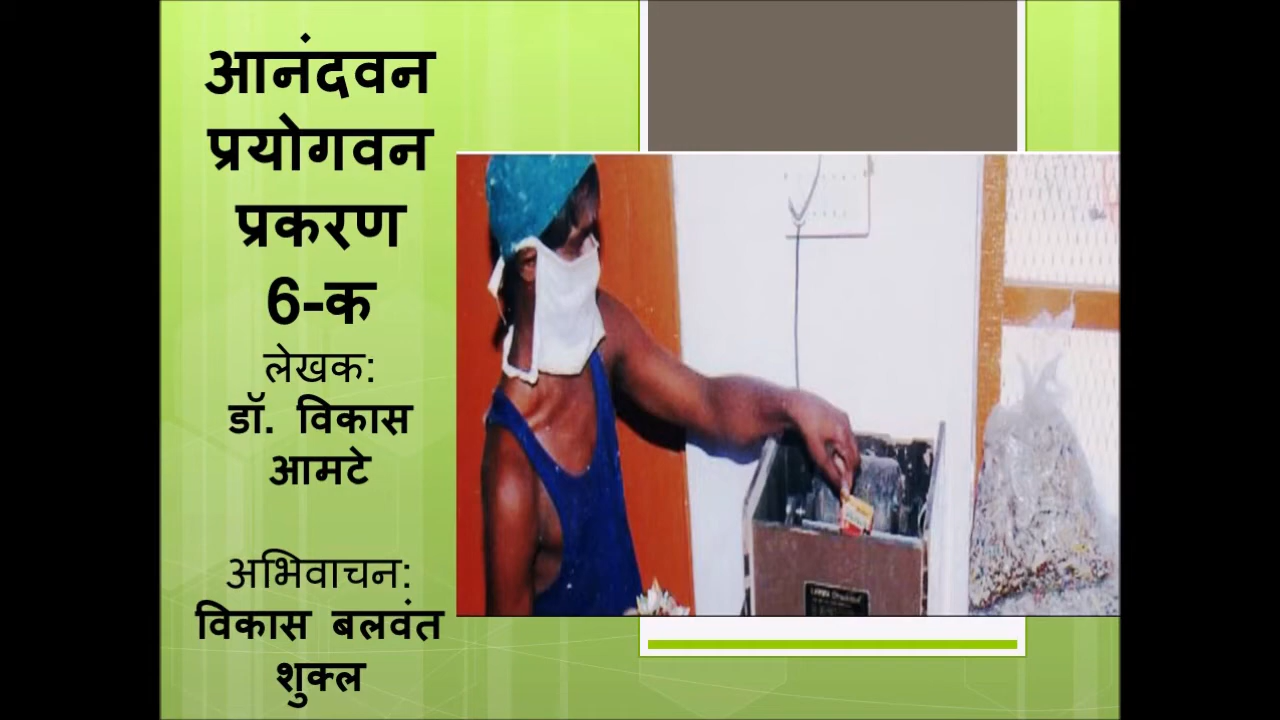 आनंदवन
प्रयोगवन
प्रकरण
6-क
लेखक:
डॉ. विकास
आमटे
अभिवाचन:
विकास बलवंत
शुक्ल